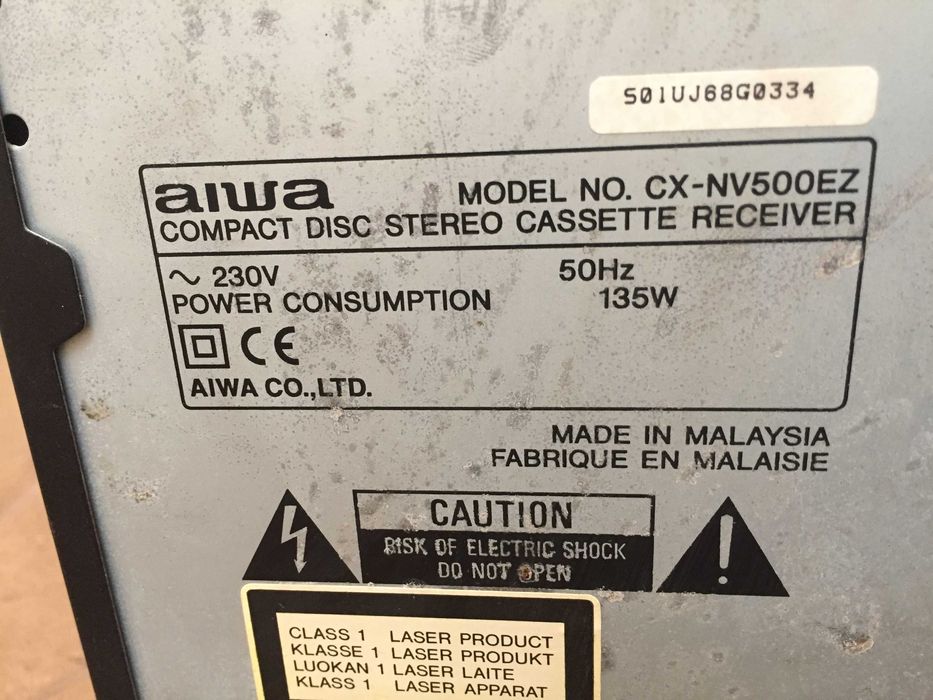 S01UJ68G0334
aiwa MODEL NO. CX-NV500EZ
COMPACT DISC STEREO CASSETTE RECEIVER
~ 230V 50Hz
POWER CONSUMPTION 135W
CE
AIWA CO.,LTD.
MADE IN MALAYSIA
FABRIQUE EN MALAISIE
CAUTION
RISK OF ELECTRIC SHOCK
DO NOT OPEN
!
CLASS 1 LASER PRODUCT
KLASSE 1 LASER PRODUKT
LUOKAN 1 LASER LAITE
KLASS 1 LASER APPARAT